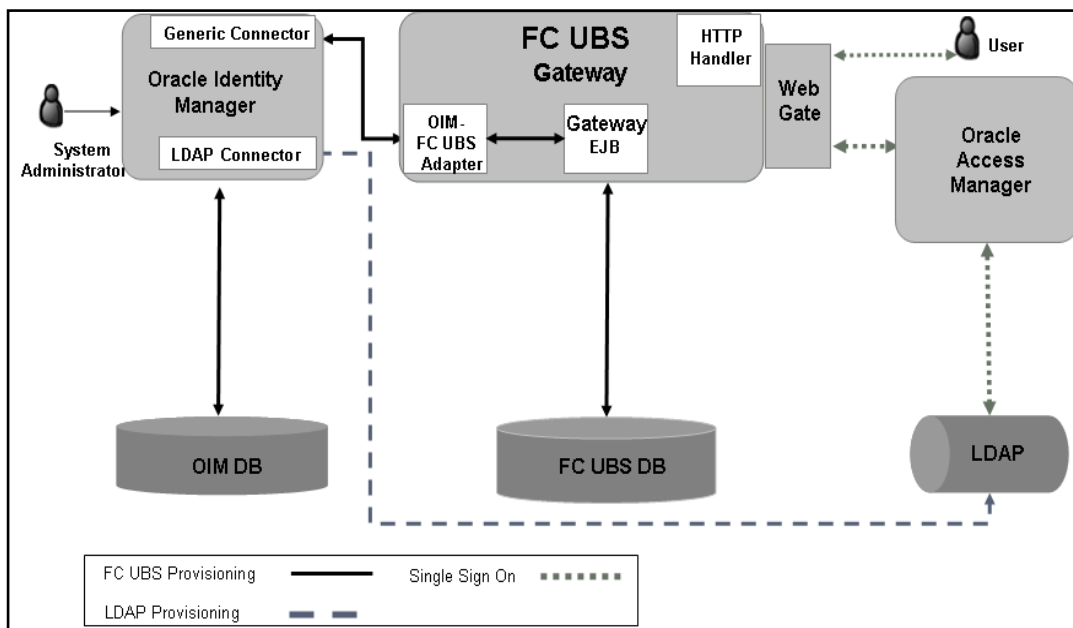 Generic Connector
Oracle Identity
Manager
LDAP Connector
System
Administrator
FC UBS
Gateway
HTTP
Handler
OIM -
FC UBS
Adapter
Gateway
EJB
Web
Gate
User
Oracle
Access
Manager
OIM DB
FC UBS DB
LDAP
FC UBS Provisioning
Single Sign On
LDAP Provisioning